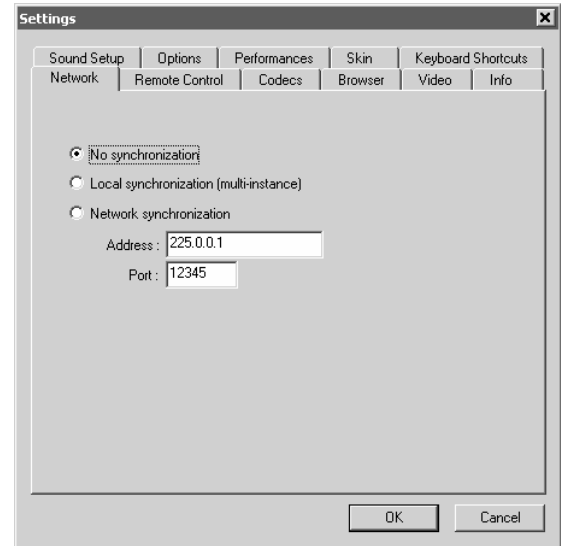 Settings
Sound Setup Options Performances Skin Keyboard Shortcuts
Network Remote Control Codecs Browser Video Info
No synchronization
Local synchronization (multi-instance)
Network synchronization
Address : 225.0.0.1
Port : 12345
OK Cancel